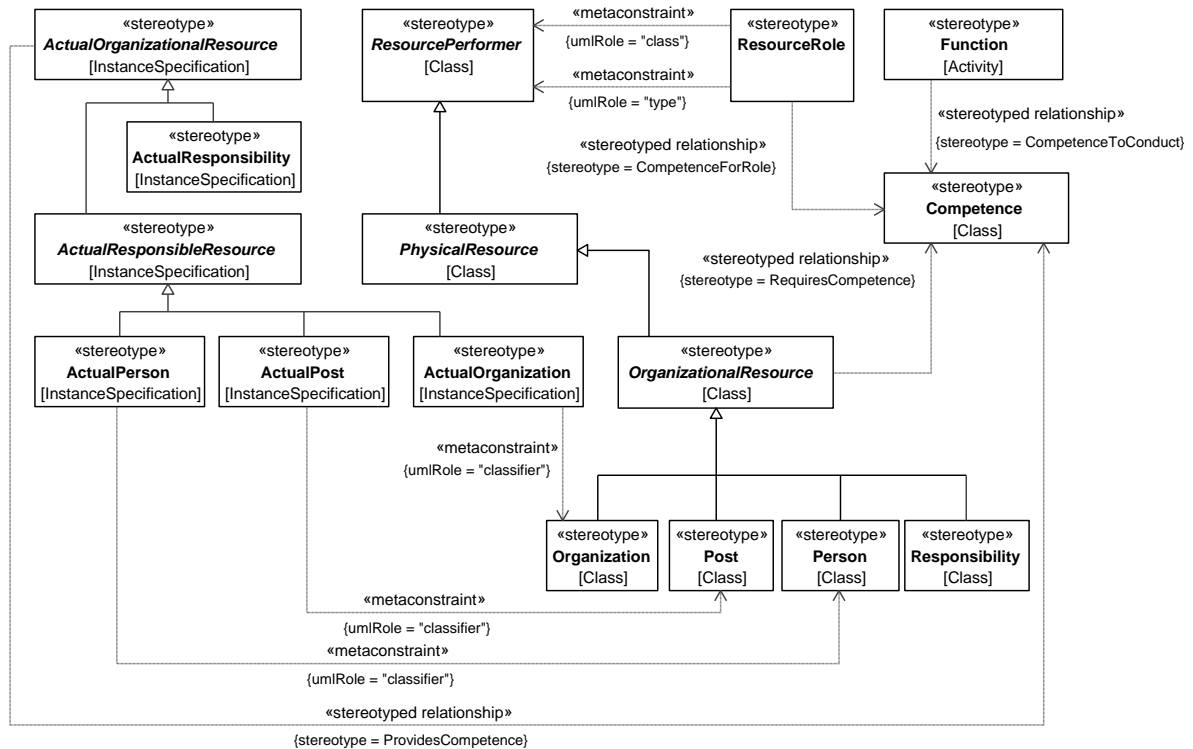 «stereotype»
ActualOrganizationalResource
[InstanceSpecification]
«stereotype»
ResourcePerformer
[Class]
«metaconstraint»
{umlRole = "class"}
«metaconstraint»
{umlRole = "type"}
«stereotype»
ResourceRole
«stereotype»
Function
[Activity]
«stereotype»
ActualResponsibility
[InstanceSpecification]
«stereotyped relationship»
{stereotype = CompetenceForRole}
«stereotyped relationship»
{stereotype = CompetenceToConduct}
«stereotype»
Competence
[Class]
«stereotype»
ActualResponsibleResource
[InstanceSpecification]
«stereotype»
PhysicalResource
[Class]
«stereotyped relationship»
{stereotype = RequiresCompetence}
«stereotype»
ActualPerson
[InstanceSpecification]
«stereotype»
ActualPost
[InstanceSpecification]
«stereotype»
ActualOrganization
[InstanceSpecification]
«stereotype»
OrganizationalResource
[Class]
«metaconstraint»
{umlRole = "classifier"}
«stereotype»
Organization
[Class]
«stereotype»
Post
[Class]
«stereotype»
Person
[Class]
«stereotype»
Responsibility
[Class]
«metaconstraint»
{umlRole = "classifier"}
«metaconstraint»
{umlRole = "classifier"}
«stereotyped relationship»
{stereotype = ProvidesCompetence}